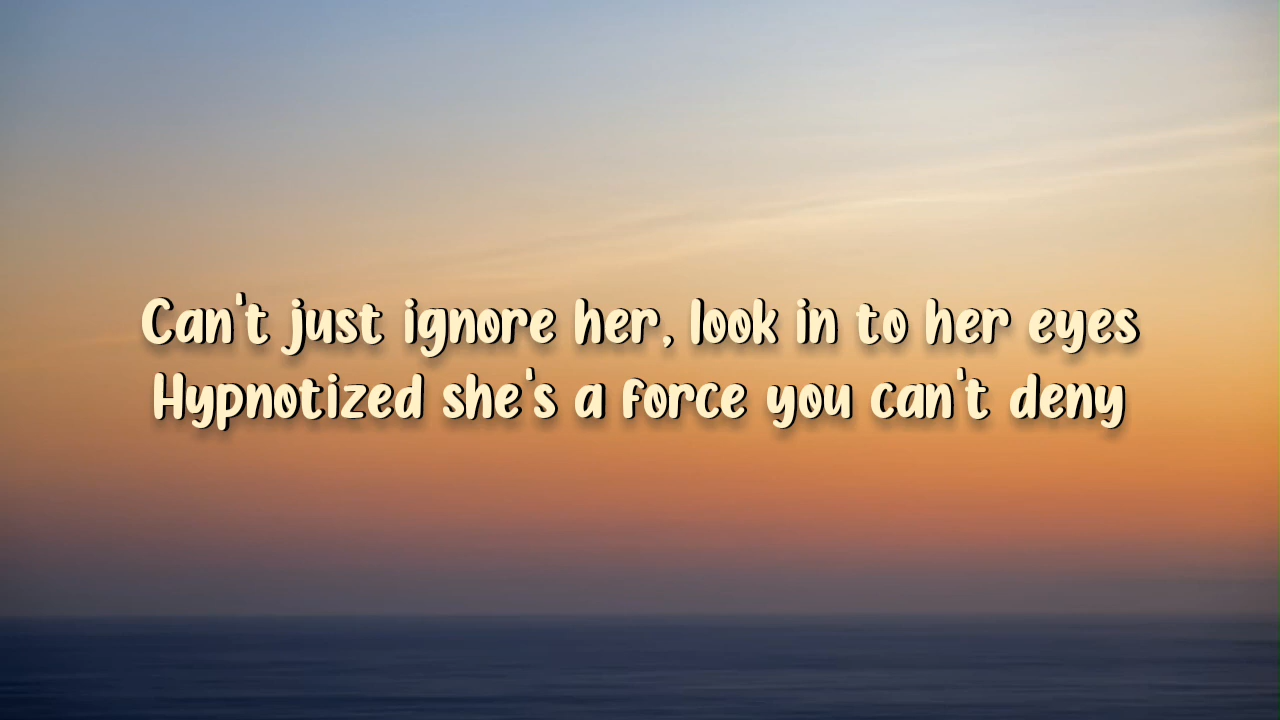 Can't just ignore her, look in to her eyes
Hypnotized she's a force you can't deny